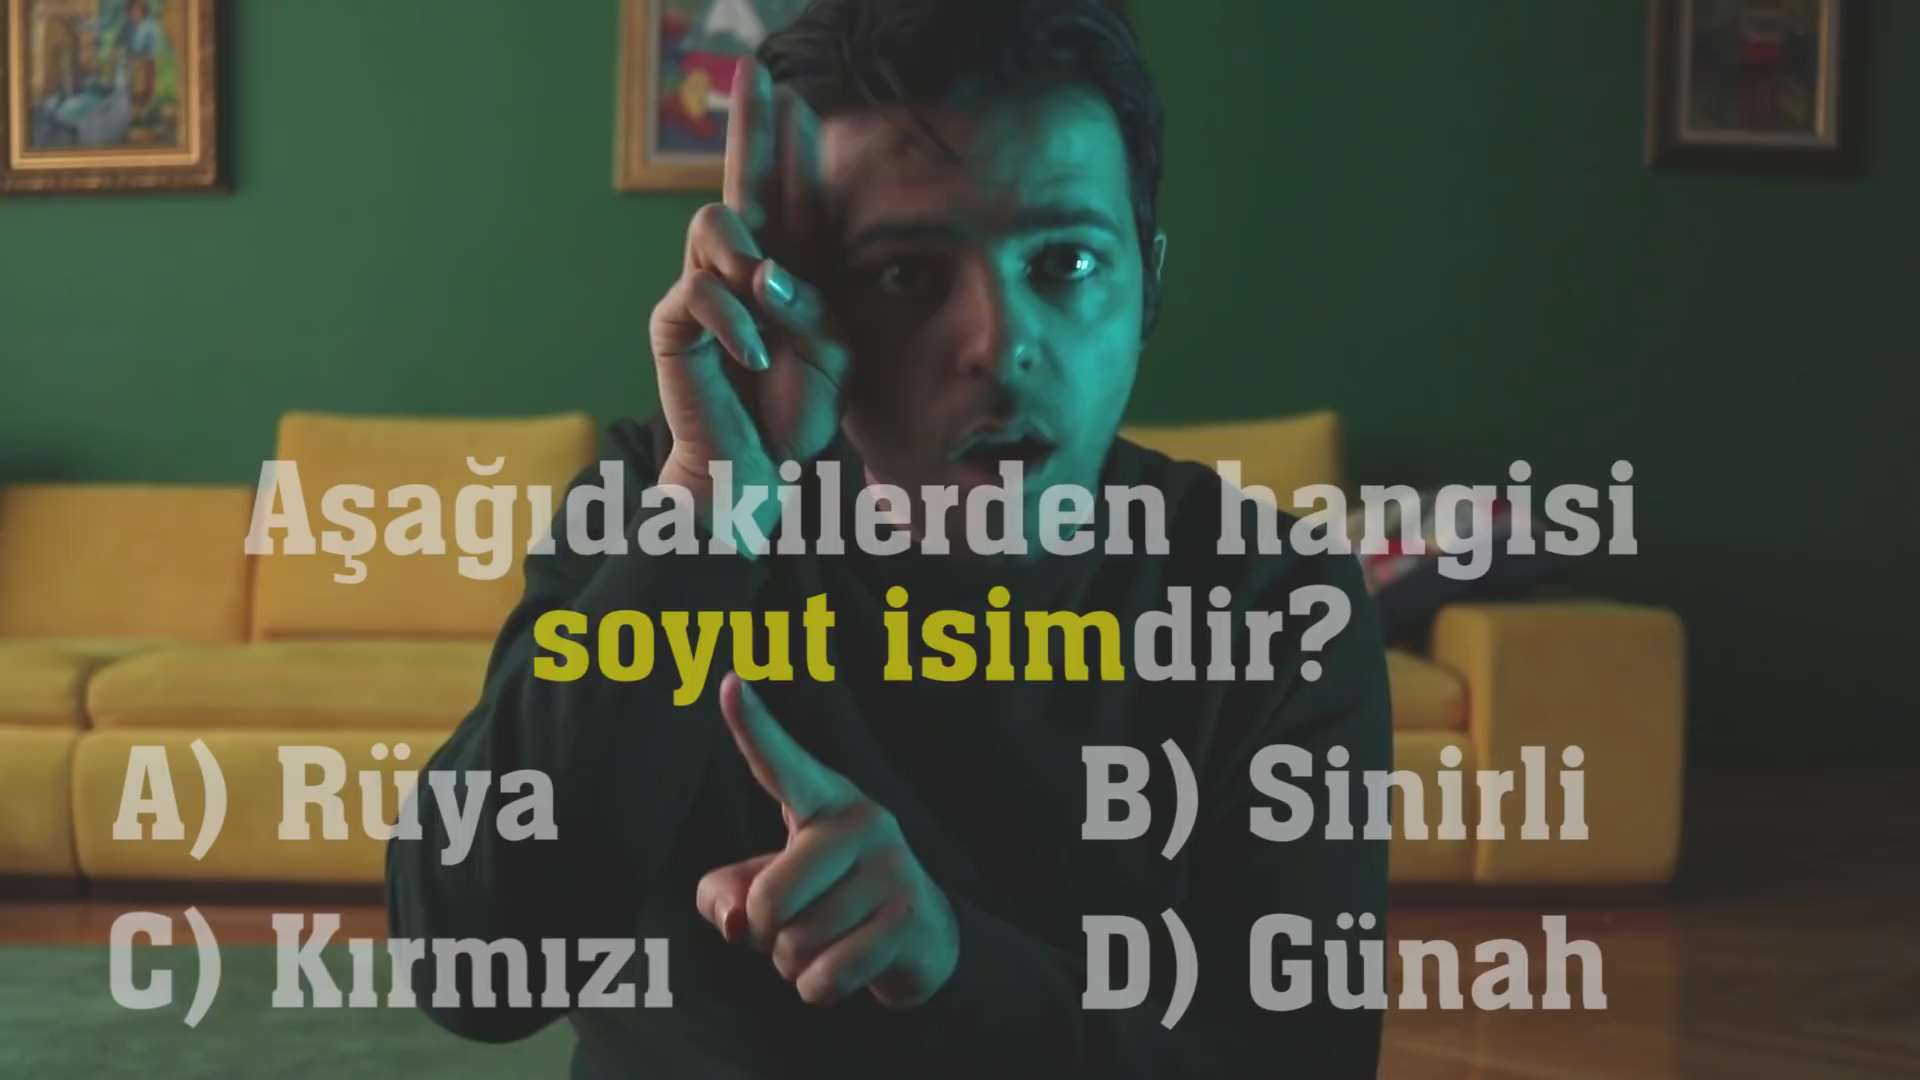 Aşağıdakilerden hangisi
soyut isimdir?
A) Rüya
B) Sinirli
C) Kırmızı
D) Günah